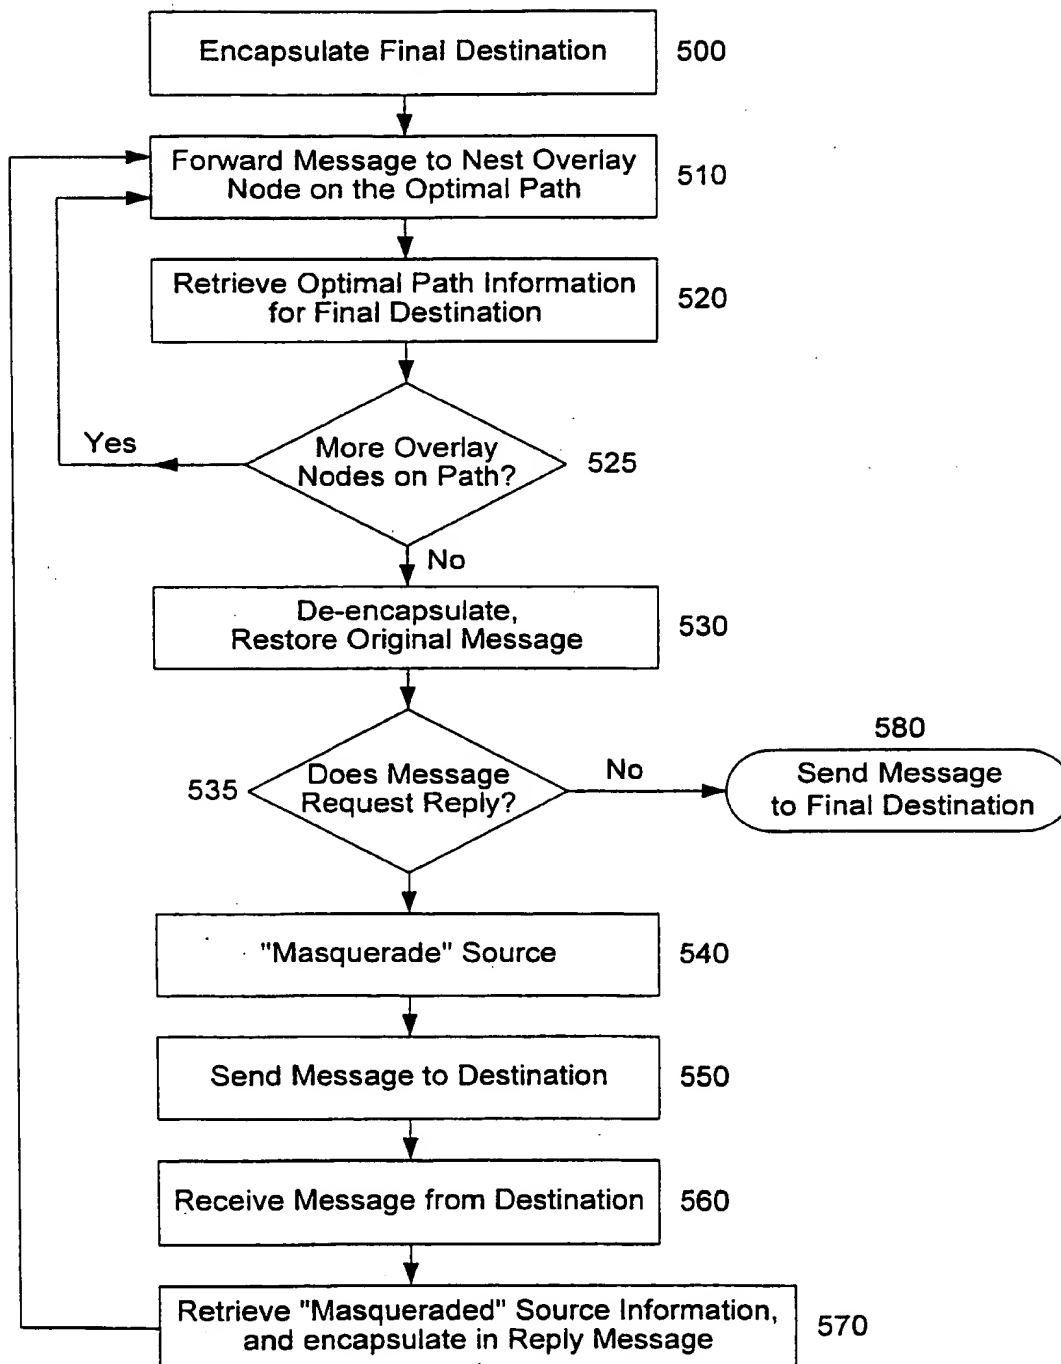 Encapsulate Final Destination
500
Forward Message to Nest Overlay
Node on the Optimal Path
510
Retrieve Optimal Path Information
for Final Destination
520
More Overlay
Nodes on Path?
525
Yes
No
De-encapsulate,
Restore Original Message
530
Does Message
Request Reply?
535
No
580
Send Message
to Final Destination
"Masquerade" Source
540
Send Message to Destination
550
Receive Message from Destination
560
Retrieve "Masqueraded" Source Information,
and encapsulate in Reply Message
570